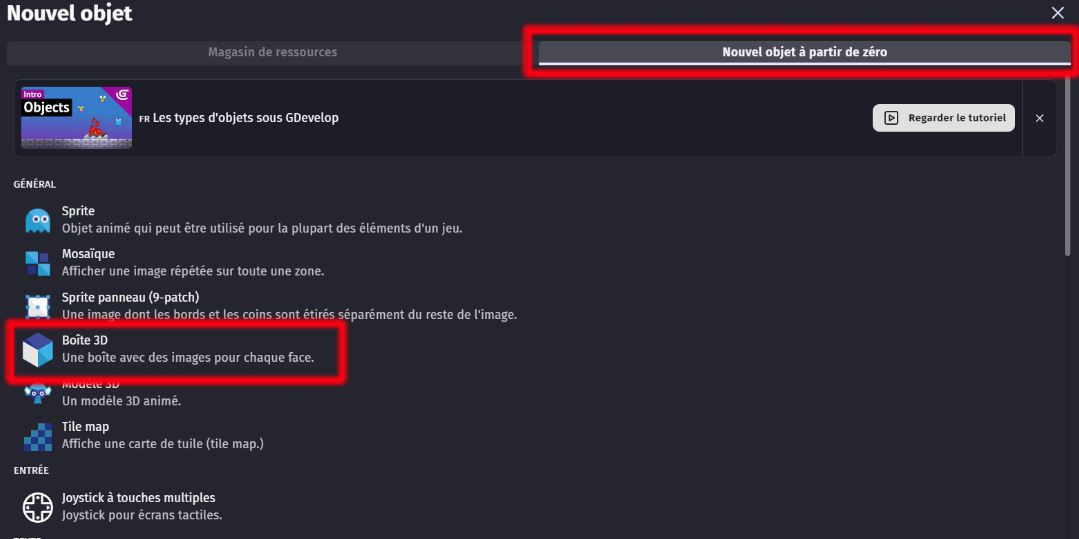 Nouvel objet
Magasin de ressources
Nouvel objet à partir de zéro
Intro
Objects
FR Les types d'objets sous GDevelop
Regarder le tutoriel
GÉNÉRAL
Sprite
Objet animé qui peut être utilisé pour la plupart des éléments d'un jeu.
Mosaïque
Afficher une image répétée sur toute une zone.
Sprite panneau (9-patch)
Une image dont les bords et les coins sont étirés séparément du reste de l'image.
Boîte 3D
Une boîte avec des images pour chaque face.
Modèle 3D
Un modèle 3D animé.
Tile map
Affiche une carte de tuile (tile map.)
ENTRÉE
Joystick à touches multiples
Joystick pour écrans tactiles.